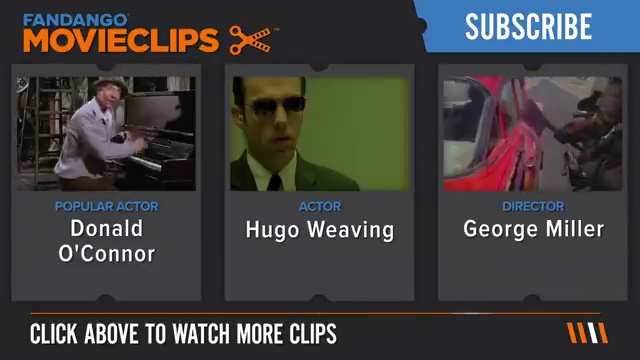 FANDANGO
MOVIECLIPS
SUBSCRIBE
POPULAR ACTOR
Donald
O'Connor
ACTOR
Hugo Weaving
DIRECTOR
George Miller
CLICK ABOVE TO WATCH MORE CLIPS